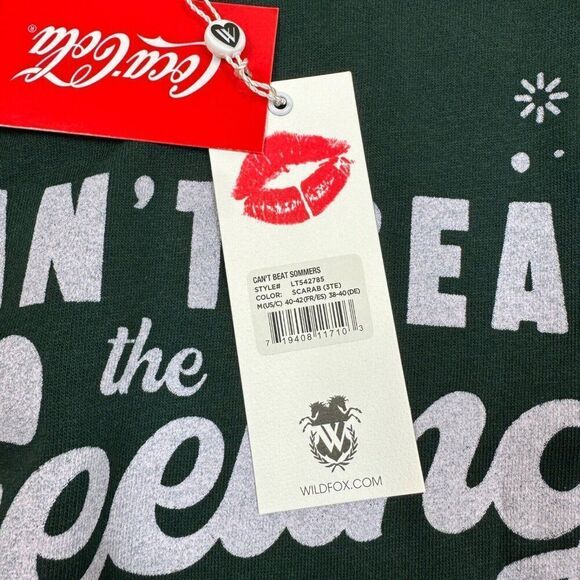 Coca-Cola
®
W
CAN'T BEAT SOMMERS
STYLE# LT542785
COLOR: SCARAB (3TE)
M(US/C) 40-42(FR/ES) 38-40(DE)
7 19408 11710 3
W
WILDFOX.COM
N'T BEA
the
Feeling